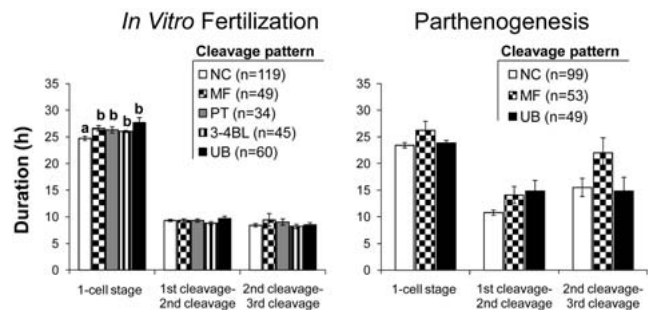 In Vitro Fertilization
Cleavage pattern
NC (n=119)
MF (n=49)
PT (n=34)
3-4BL (n=45)
UB (n=60)
Duration (h)
35
30
25
20
15
10
5
0
a b b b b
1-cell stage
1st cleavage-
2nd cleavage
2nd cleavage-
3rd cleavage
Parthenogenesis
Cleavage pattern
NC (n=99)
MF (n=53)
UB (n=49)
35
30
25
20
15
10
5
0
1-cell stage
1st cleavage-
2nd cleavage
2nd cleavage-
3rd cleavage